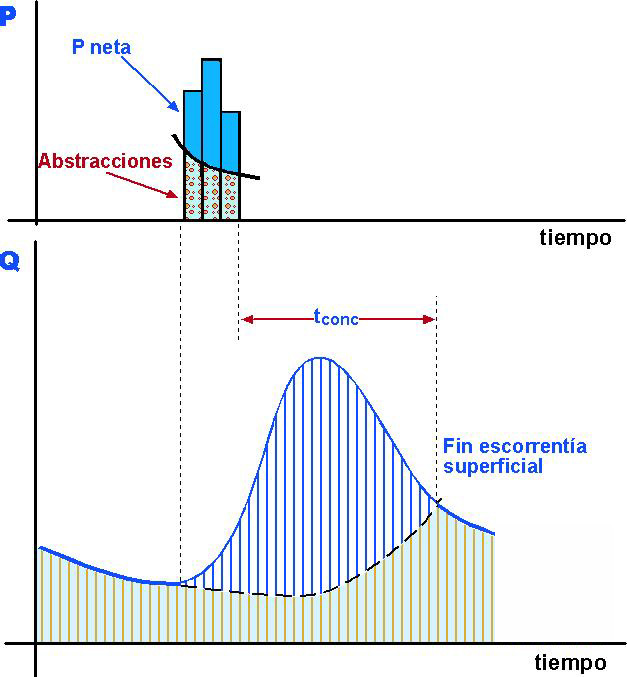 P
P neta
Abstracciones
tiempo
Q
tconc
Fin escorrentía
superficial
tiempo